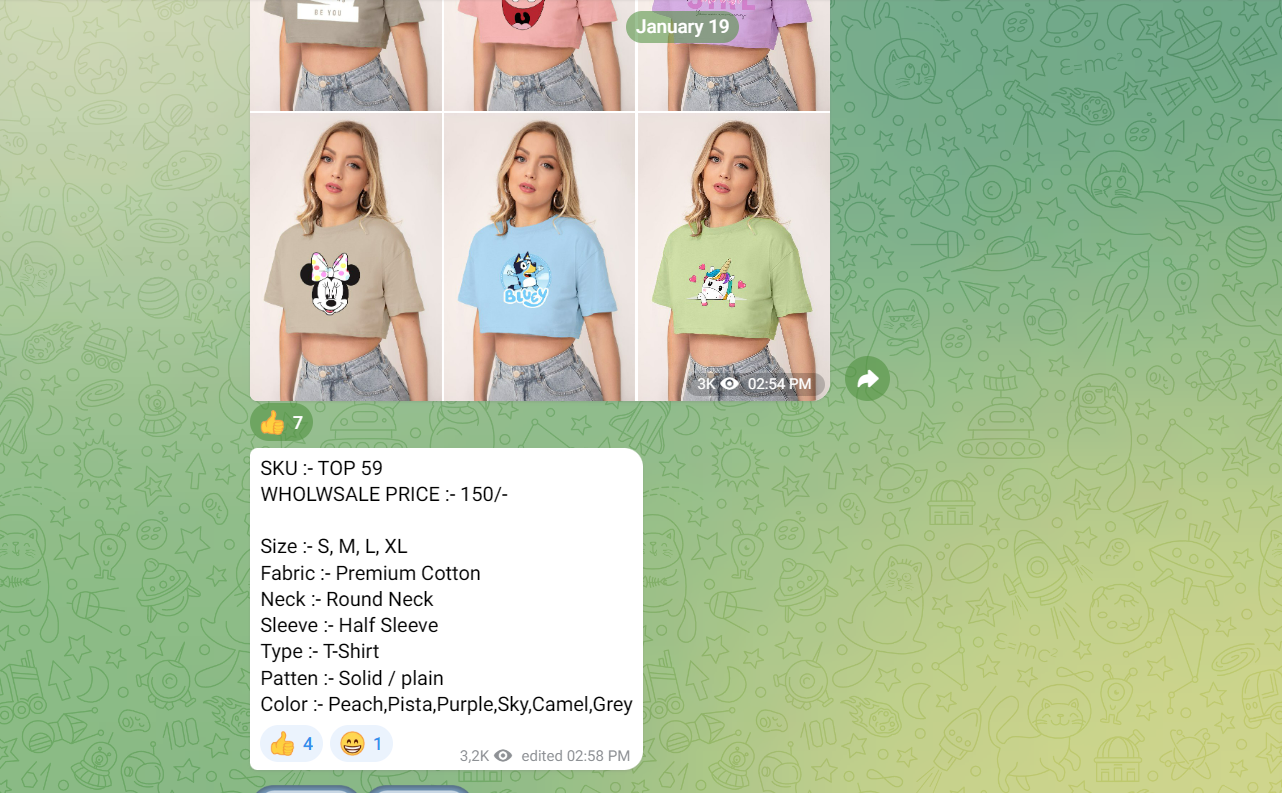 BE YOU
January 19
BLUEY
3K 02:54 PM
7
SKU :- TOP 59
WHOLWSALE PRICE :- 150/-
Size :- S, M, L, XL
Fabric :- Premium Cotton
Neck :- Round Neck
Sleeve :- Half Sleeve
Type :- T-Shirt
Patten :- Solid / plain
Color :- Peach,Pista,Purple,Sky,Camel,Grey
4 1 3,2K edited 02:58 PM
E=mc²